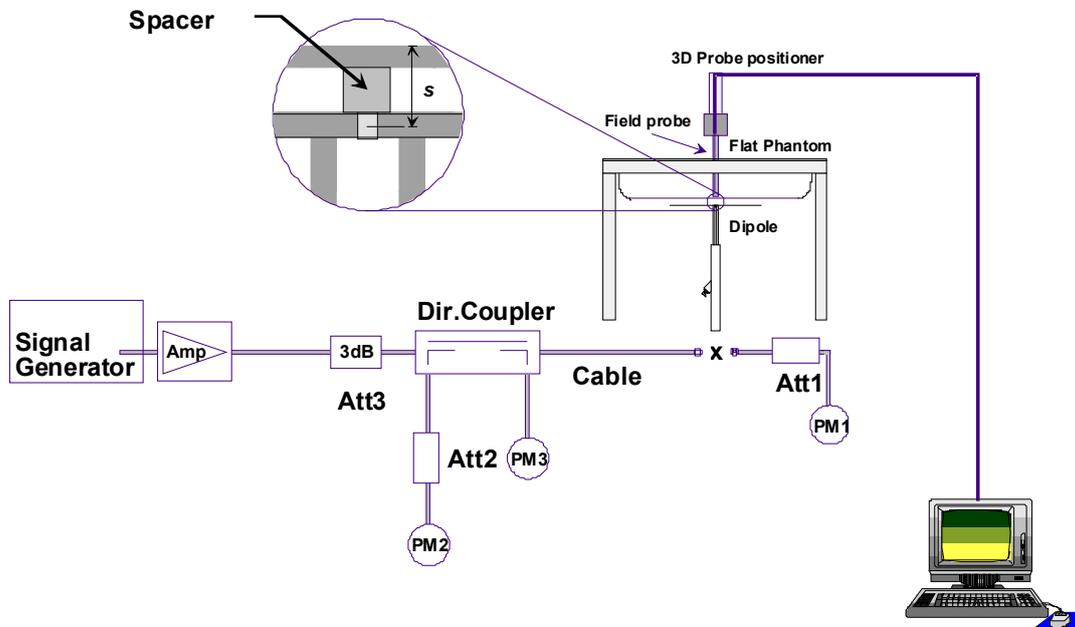 Spacer
s
3D Probe positioner
Field probe
Flat Phantom
Dipole
Signal
Generator
Amp
3dB
Att3
Dir.Coupler
Cable
x
Att1
PM1
Att2
PM3
PM2